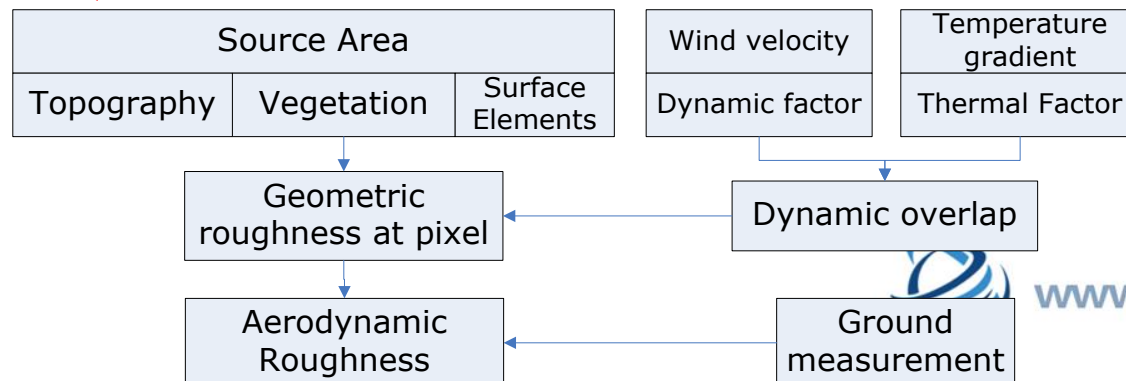 Source Area
Topography
Vegetation
Surface
Elements
Wind velocity
Dynamic factor
Temperature
gradient
Thermal Factor
Geometric
roughness at pixel
Dynamic overlap
www
Aerodynamic
Roughness
Ground
measurement